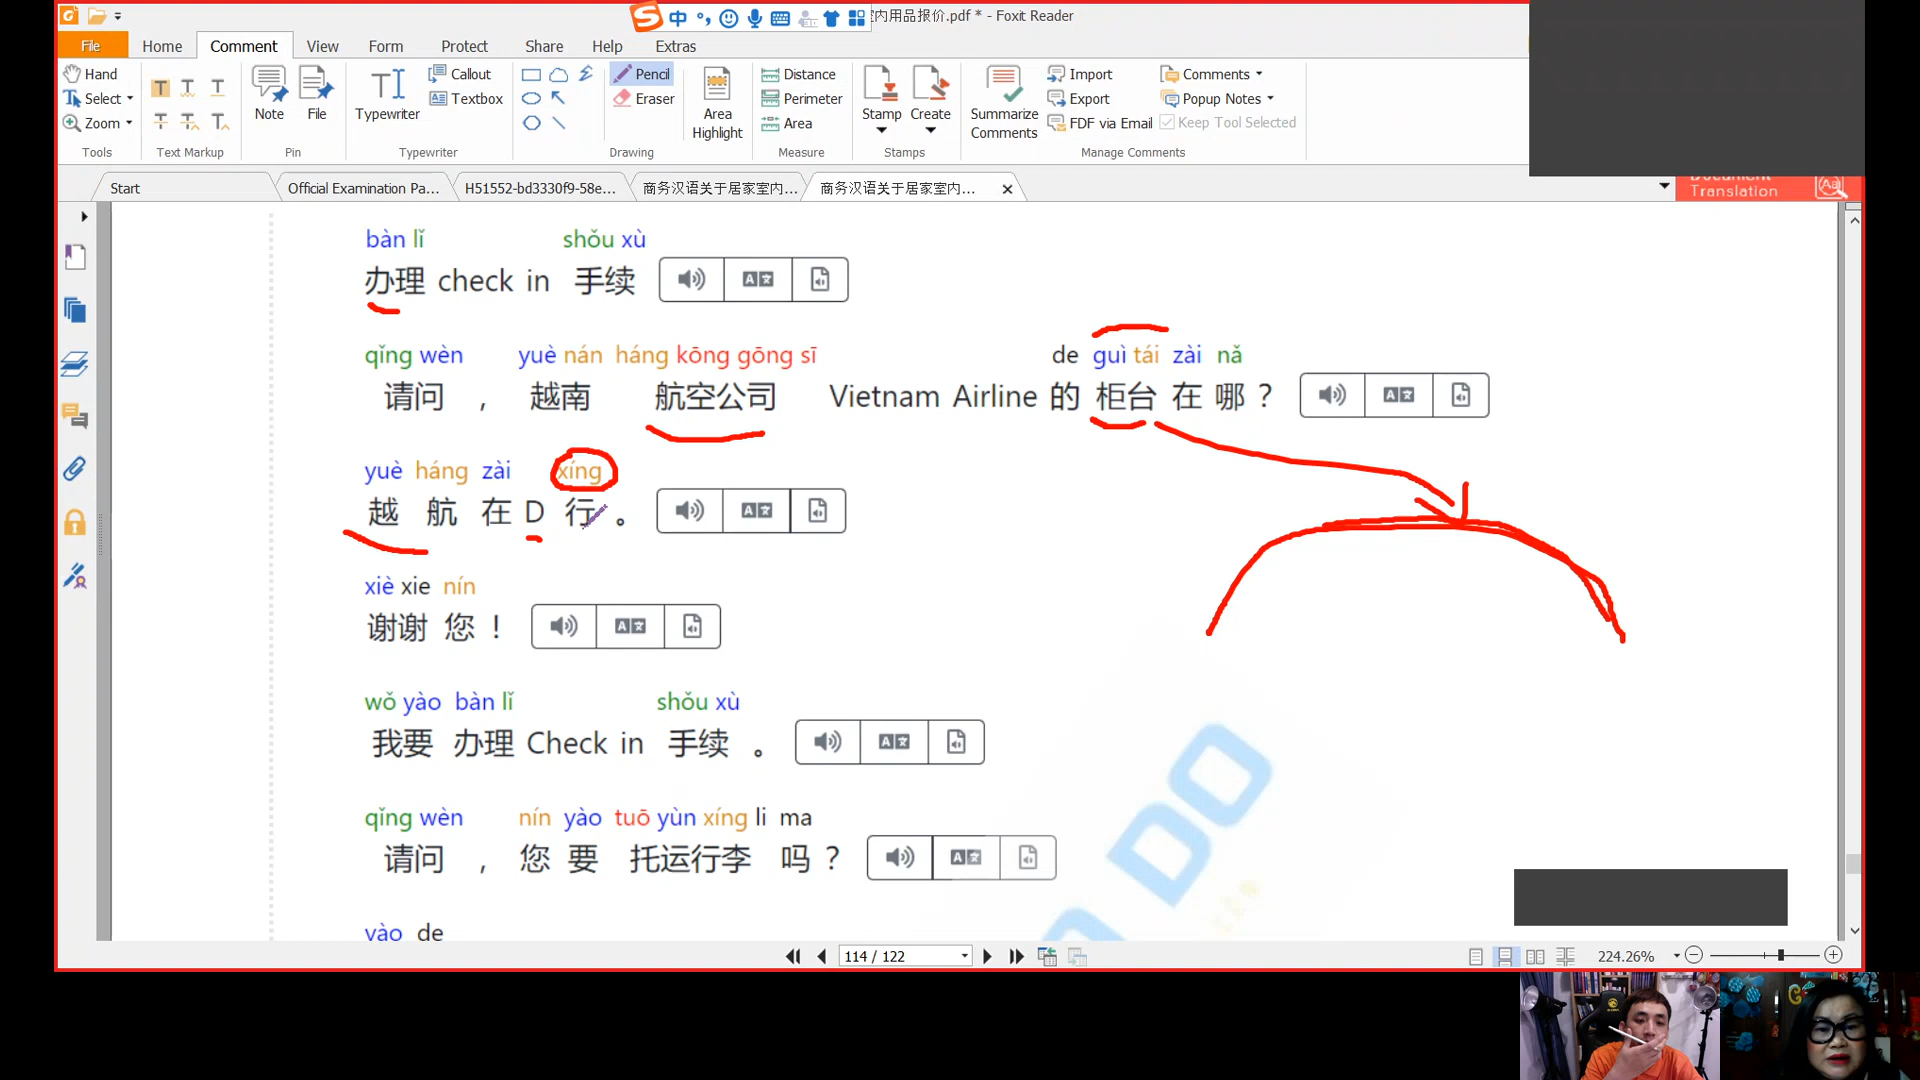 中
室内用品报价.pdf * - Foxit Reader
File Home Comment View Form Protect Share Help Extras
Hand
Select
Zoom
Tools
Text Markup
Note
File
Pin
Typewriter
Callout
Textbox
Typewriter
Pencil
Eraser
Drawing
Area Highlight
Distance
Perimeter
Area
Measure
Stamp
Create
Stamps
Summarize Comments
Import
Export
FDF via Email
Comments
Popup Notes
Keep Tool Selected
Manage Comments
Start
Official Examination Pa...
H51552-bd3330f9-58e...
商务汉语关于居家室内...
商务汉语关于居家室内...
Document Translation
bàn lǐ shǒu xù
办理 check in 手续
qǐng wèn yuè nán háng kōng gōng sī de guì tái zài nǎ
请问 , 越南 航空公司 Vietnam Airline 的 柜台 在 哪 ?
yuè háng zài xíng
越 航 在 D 行 。
xiè xie nín
谢谢 您 !
wǒ yào bàn lǐ shǒu xù
我要 办理 Check in 手续 。
qǐng wèn nín yào tuō yùn xíng li ma
请问 , 您 要 托运行李 吗 ?
yào de
DO
114 / 122
224.26%